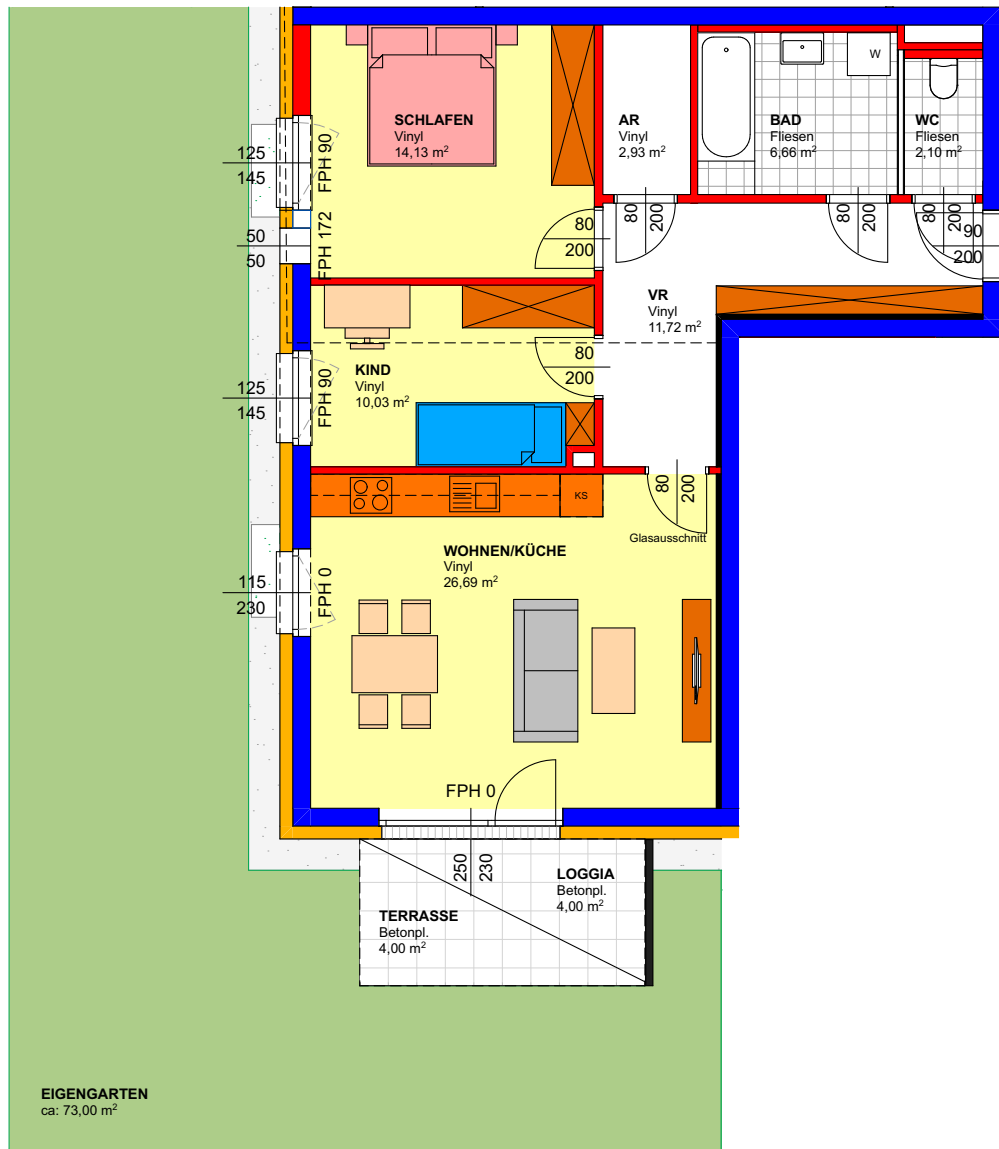 SCHLAFEN
Vinyl
14,13 m²
AR
Vinyl
2,93 m²
BAD
Fliesen
6,66 m²
W
WC
Fliesen
2,10 m²
125
145
FPH 90
50
50
FPH 172
80
200
80
200
80
200
80
200
90
200
VR
Vinyl
11,72 m²
KIND
Vinyl
10,03 m²
80
200
125
145
FPH 90
KS
80
200
Glasausschnitt
WOHNEN/KÜCHE
Vinyl
26,69 m²
115
230
FPH 0
FPH 0
250
230
LOGGIA
Betonpl.
4,00 m²
TERRASSE
Betonpl.
4,00 m²
EIGENGARTEN
ca: 73,00 m²